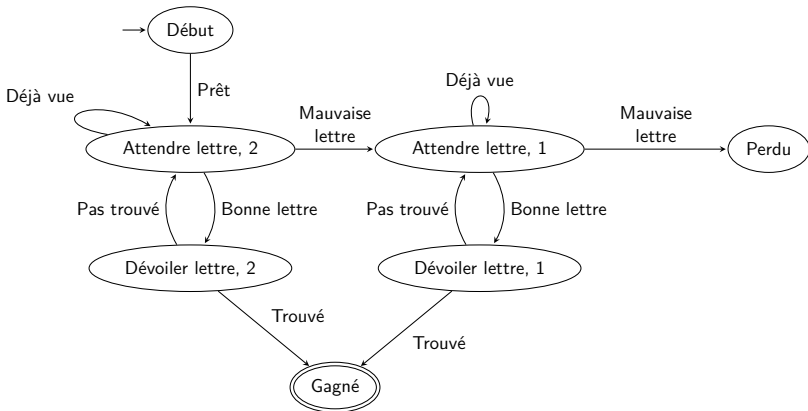 Début
Prêt
Déjà vue
Déjà vue
Mauvaise
lettre
Mauvaise
lettre
Attendre lettre, 2
Attendre lettre, 1
Perdu
Pas trouvé
Bonne lettre
Pas trouvé
Bonne lettre
Dévoiler lettre, 2
Dévoiler lettre, 1
Trouvé
Trouvé
Gagné